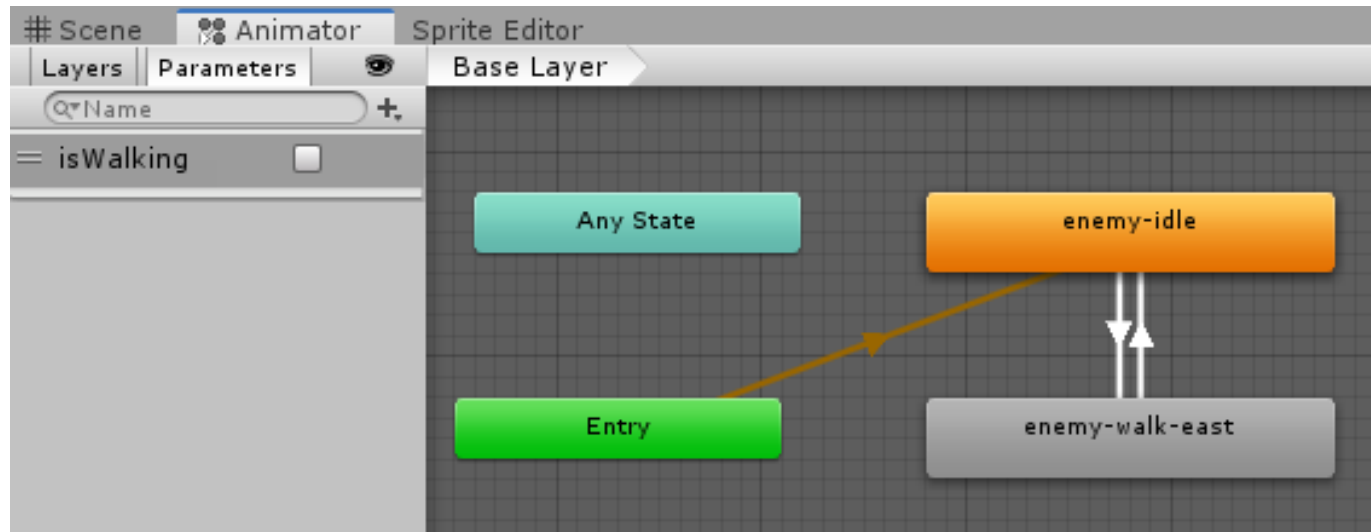 Scene Animator Sprite Editor
Layers Parameters Base Layer
Name
isWalking
Any State enemy-idle
Entry enemy-walk-east